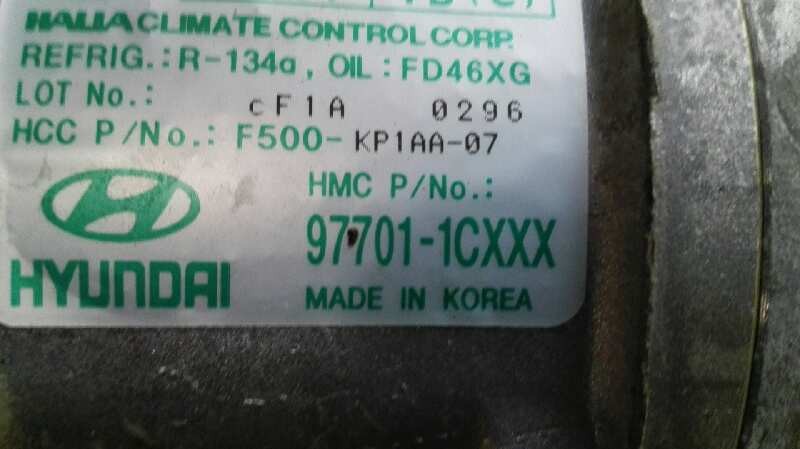 HALLA CLIMATE CONTROL CORP.
REFRIG.: R-134a, OIL: FD46XG
LOT No.: cF1A 0296
HCC P/No.: F500-KP1AA-07
HMC P/No.:
97701-1CXXX
HYUNDAI
MADE IN KOREA